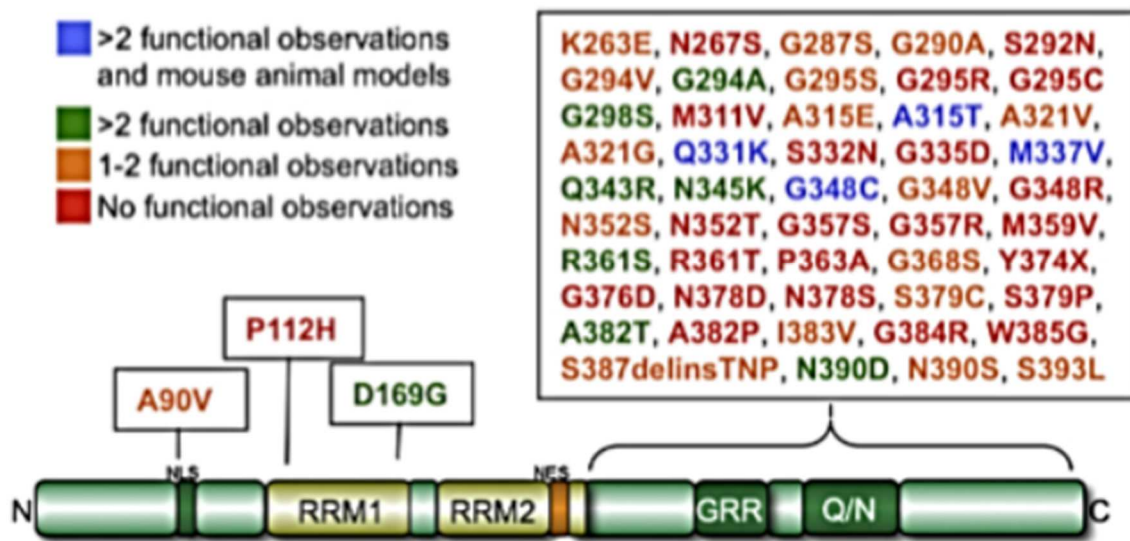 >2 functional observations
and mouse animal models
>2 functional observations
1-2 functional observations
No functional observations
K263E, N267S, G287S, G290A, S292N,
G294V, G294A, G295S, G295R, G295C
G298S, M311V, A315E, A315T, A321V,
A321G, Q331K, S332N, G335D, M337V,
Q343R, N345K, G348C, G348V, G348R,
N352S, N352T, G357S, G357R, M359V,
R361S, R361T, P363A, G368S, Y374X,
G376D, N378D, N378S, S379C, S379P,
A382T, A382P, I383V, G384R, W385G,
S387delinsTNP, N390D, N390S, S393L
P112H
A90V
D169G
NLS
NES
N
RRM1
RRM2
GRR
Q/N
C